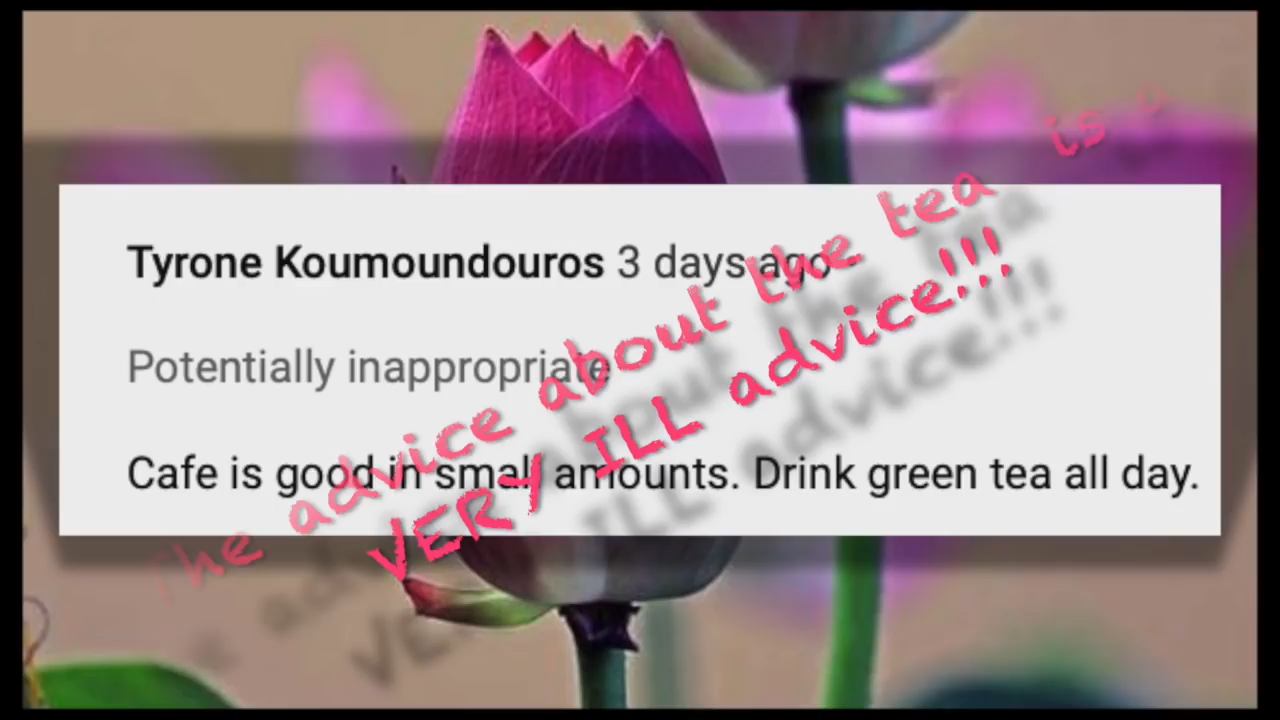 Tyrone Koumoundouros 3 days ago
Potentially inappropriate
Cafe is good in small amounts. Drink green tea all day.
The advice about the tea is a
VERY ILL advice!!!